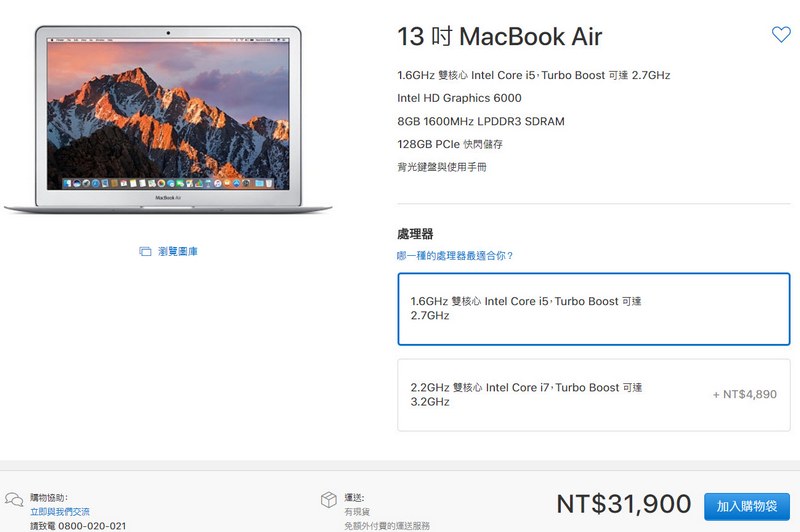 13 吋 MacBook Air
1.6GHz 雙核心 Intel Core i5，Turbo Boost 可達 2.7GHz
Intel HD Graphics 6000
8GB 1600MHz LPDDR3 SDRAM
128GB PCIe 快閃儲存
背光鍵盤與使用手冊
MacBook Air
瀏覽圖庫
處理器
哪一種的處理器最適合你？
1.6GHz 雙核心 Intel Core i5，Turbo Boost 可達
2.7GHz
2.2GHz 雙核心 Intel Core i7，Turbo Boost 可達
3.2GHz
+ NT$4,890
購物協助：
立即與我們交流
請致電 0800-020-021
運送：
有現貨
免額外付費的運送服務
NT$31,900
加入購物袋